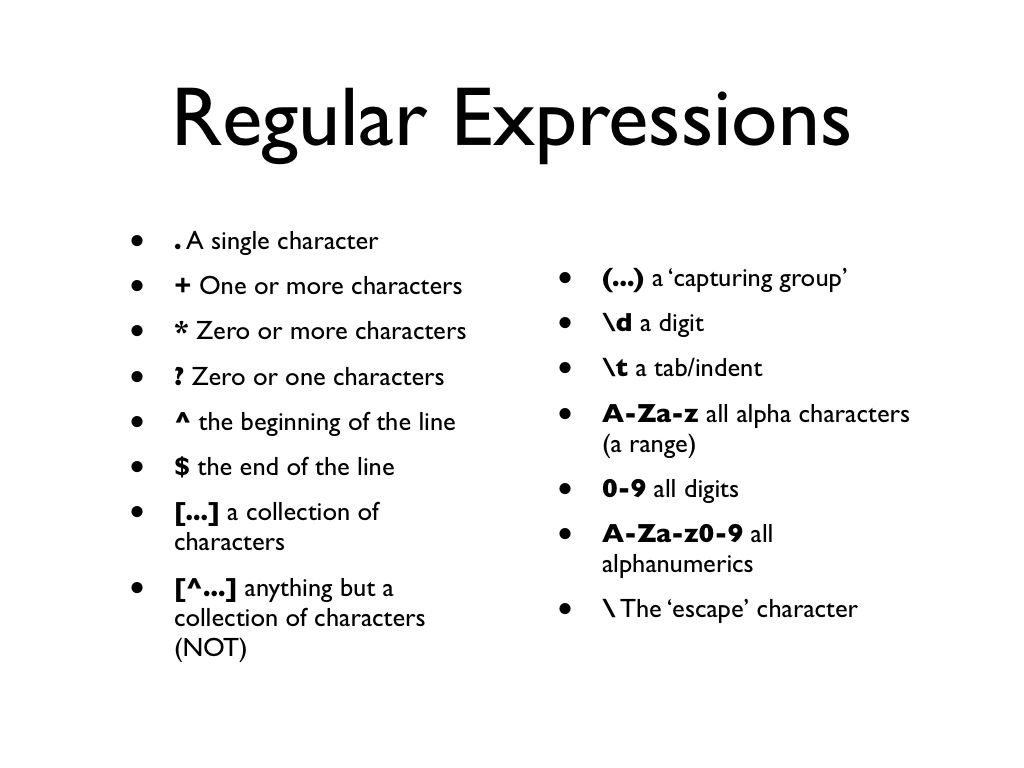 Regular Expressions
• . A single character
• + One or more characters
• * Zero or more characters
• ? Zero or one characters
• ^ the beginning of the line
• $ the end of the line
• [...] a collection of
characters
• [^...] anything but a
collection of characters
(NOT)
• (...) a ‘capturing group’
• \d a digit
• \t a tab/indent
• A-Za-z all alpha characters
(a range)
• 0-9 all digits
• A-Za-z0-9 all
alphanumerics
• \ The ‘escape’ character